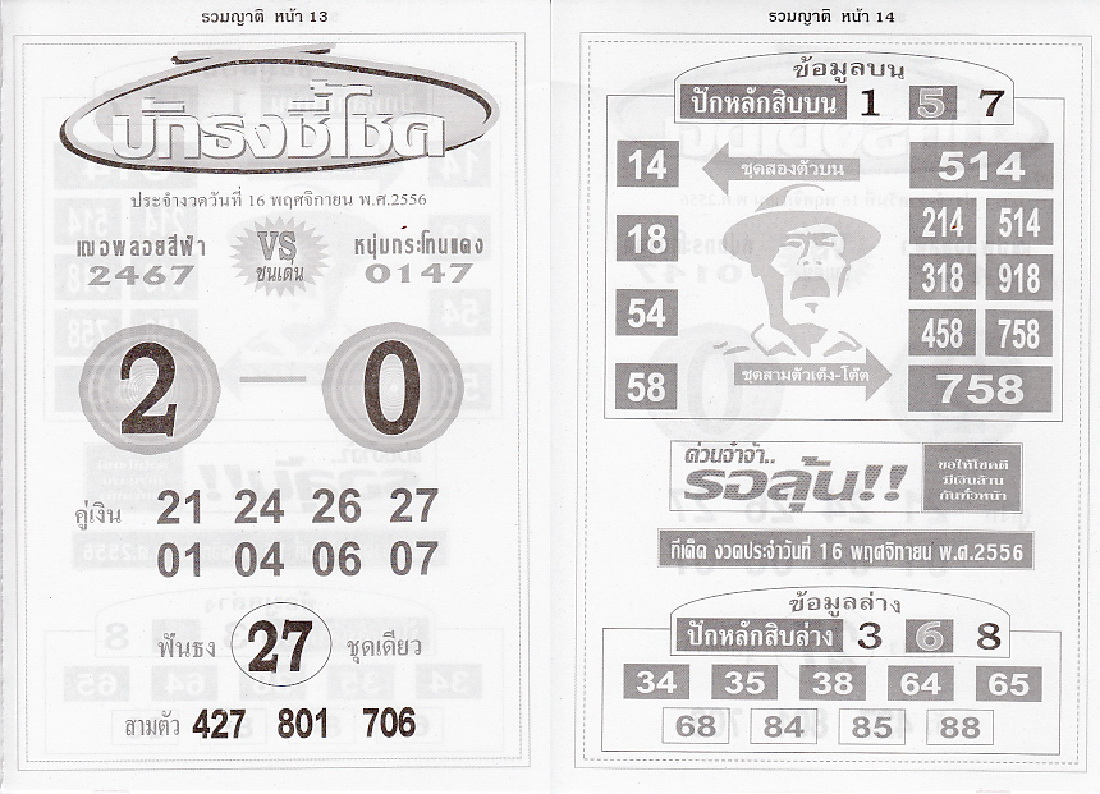 รวมญาติ หน้า 13
ปักธงชี้โชค
ประจำงวดวันที่ 16 พฤศจิกายน พ.ศ.2556
เฒอพลอยสีฟ้า VS หนุ่มกระโทนแดง
2467 ชนเด่น 0147
2 — 0
คู่เงิน 21 24 26 27
01 04 06 07
ฟันธง 27 ชุดเดียว
สามตัว 427 801 706
รวมญาติ หน้า 14
ข้อมูลบน
ปักหลักสิบบน 1 5 7
14 ชุดสองตัวบน 514
214 514
18
318 918
54
458 758
58 ชุดสามตัวเต็ง-โต๊ด 758
ด่วนจ๋าจ๋า..
รอลุ้น!!
ขอให้โชคดี
มีเงินล้าน
กันถ้วนหน้า
ทีเด็ด งวดประจำวันที่ 16 พฤศจิกายน พ.ศ.2556
ข้อมูลล่าง
ปักหลักสิบล่าง 3 6 8
34 35 38 64 65
68 84 85 88